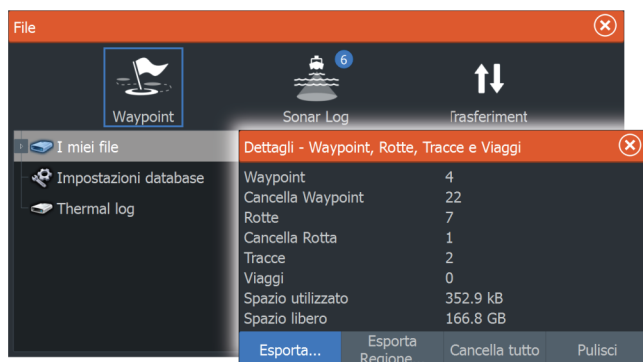 File
6
Waypoint
Sonar Log
Trasferiment
I miei file
Impostazioni database
Thermal log
Dettagli - Waypoint, Rotte, Tracce e Viaggi
Waypoint 4
Cancella Waypoint 22
Rotte 7
Cancella Rotta 1
Tracce 2
Viaggi 0
Spazio utilizzato 352.9 kB
Spazio libero 166.8 GB
Esporta...
Esporta
Regione...
Cancella tutto
Pulisci